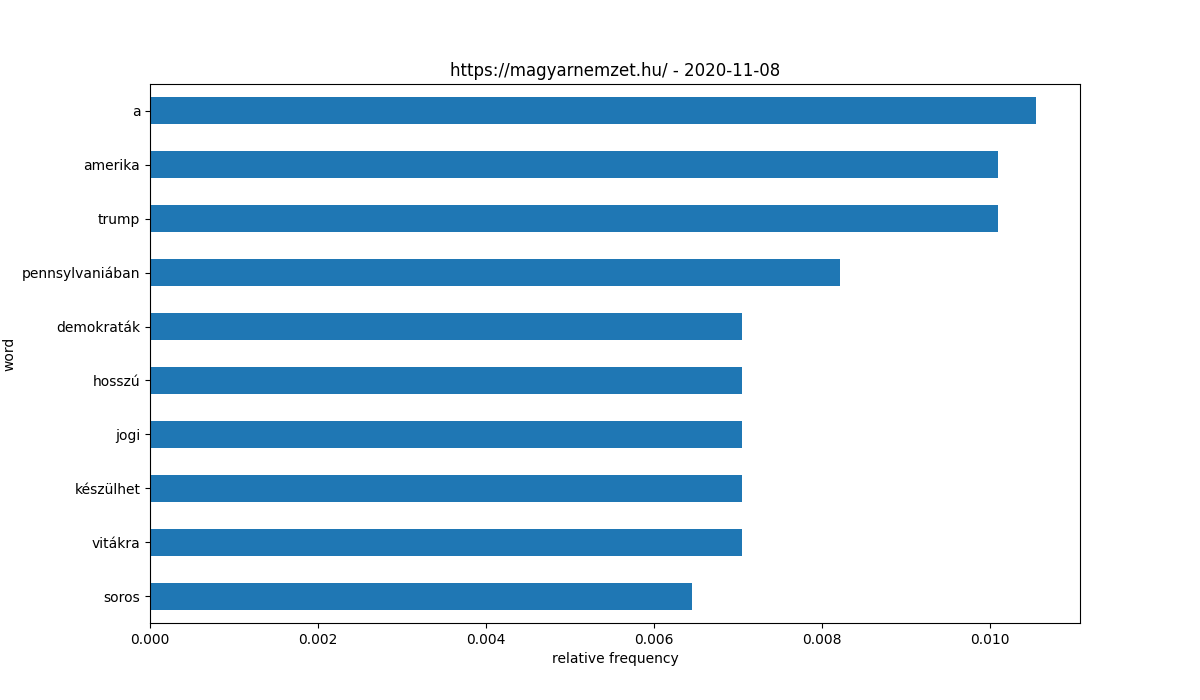 https://magyarnemzet.hu/ - 2020-11-08
a
amerika
trump
pennsylvaniában
demokraták
hosszú
jogi
készülhet
vitákra
soros
word
0.000 0.002 0.004 0.006 0.008 0.010
relative frequency